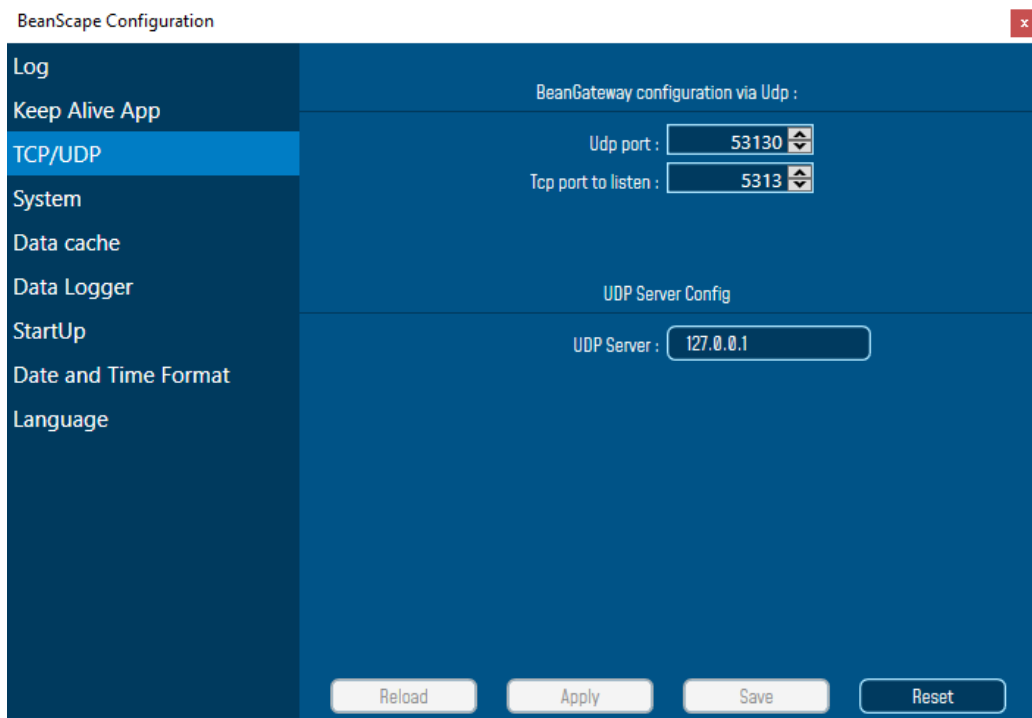 BeanScape Configuration
x
Log
Keep Alive App
TCP/UDP
System
Data cache
Data Logger
StartUp
Date and Time Format
Language
BeanGateway configuration via Udp :
Udp port : 53130
Tcp port to listen : 5313
UDP Server Config
UDP Server : 127.0.0.1
Reload Apply Save Reset